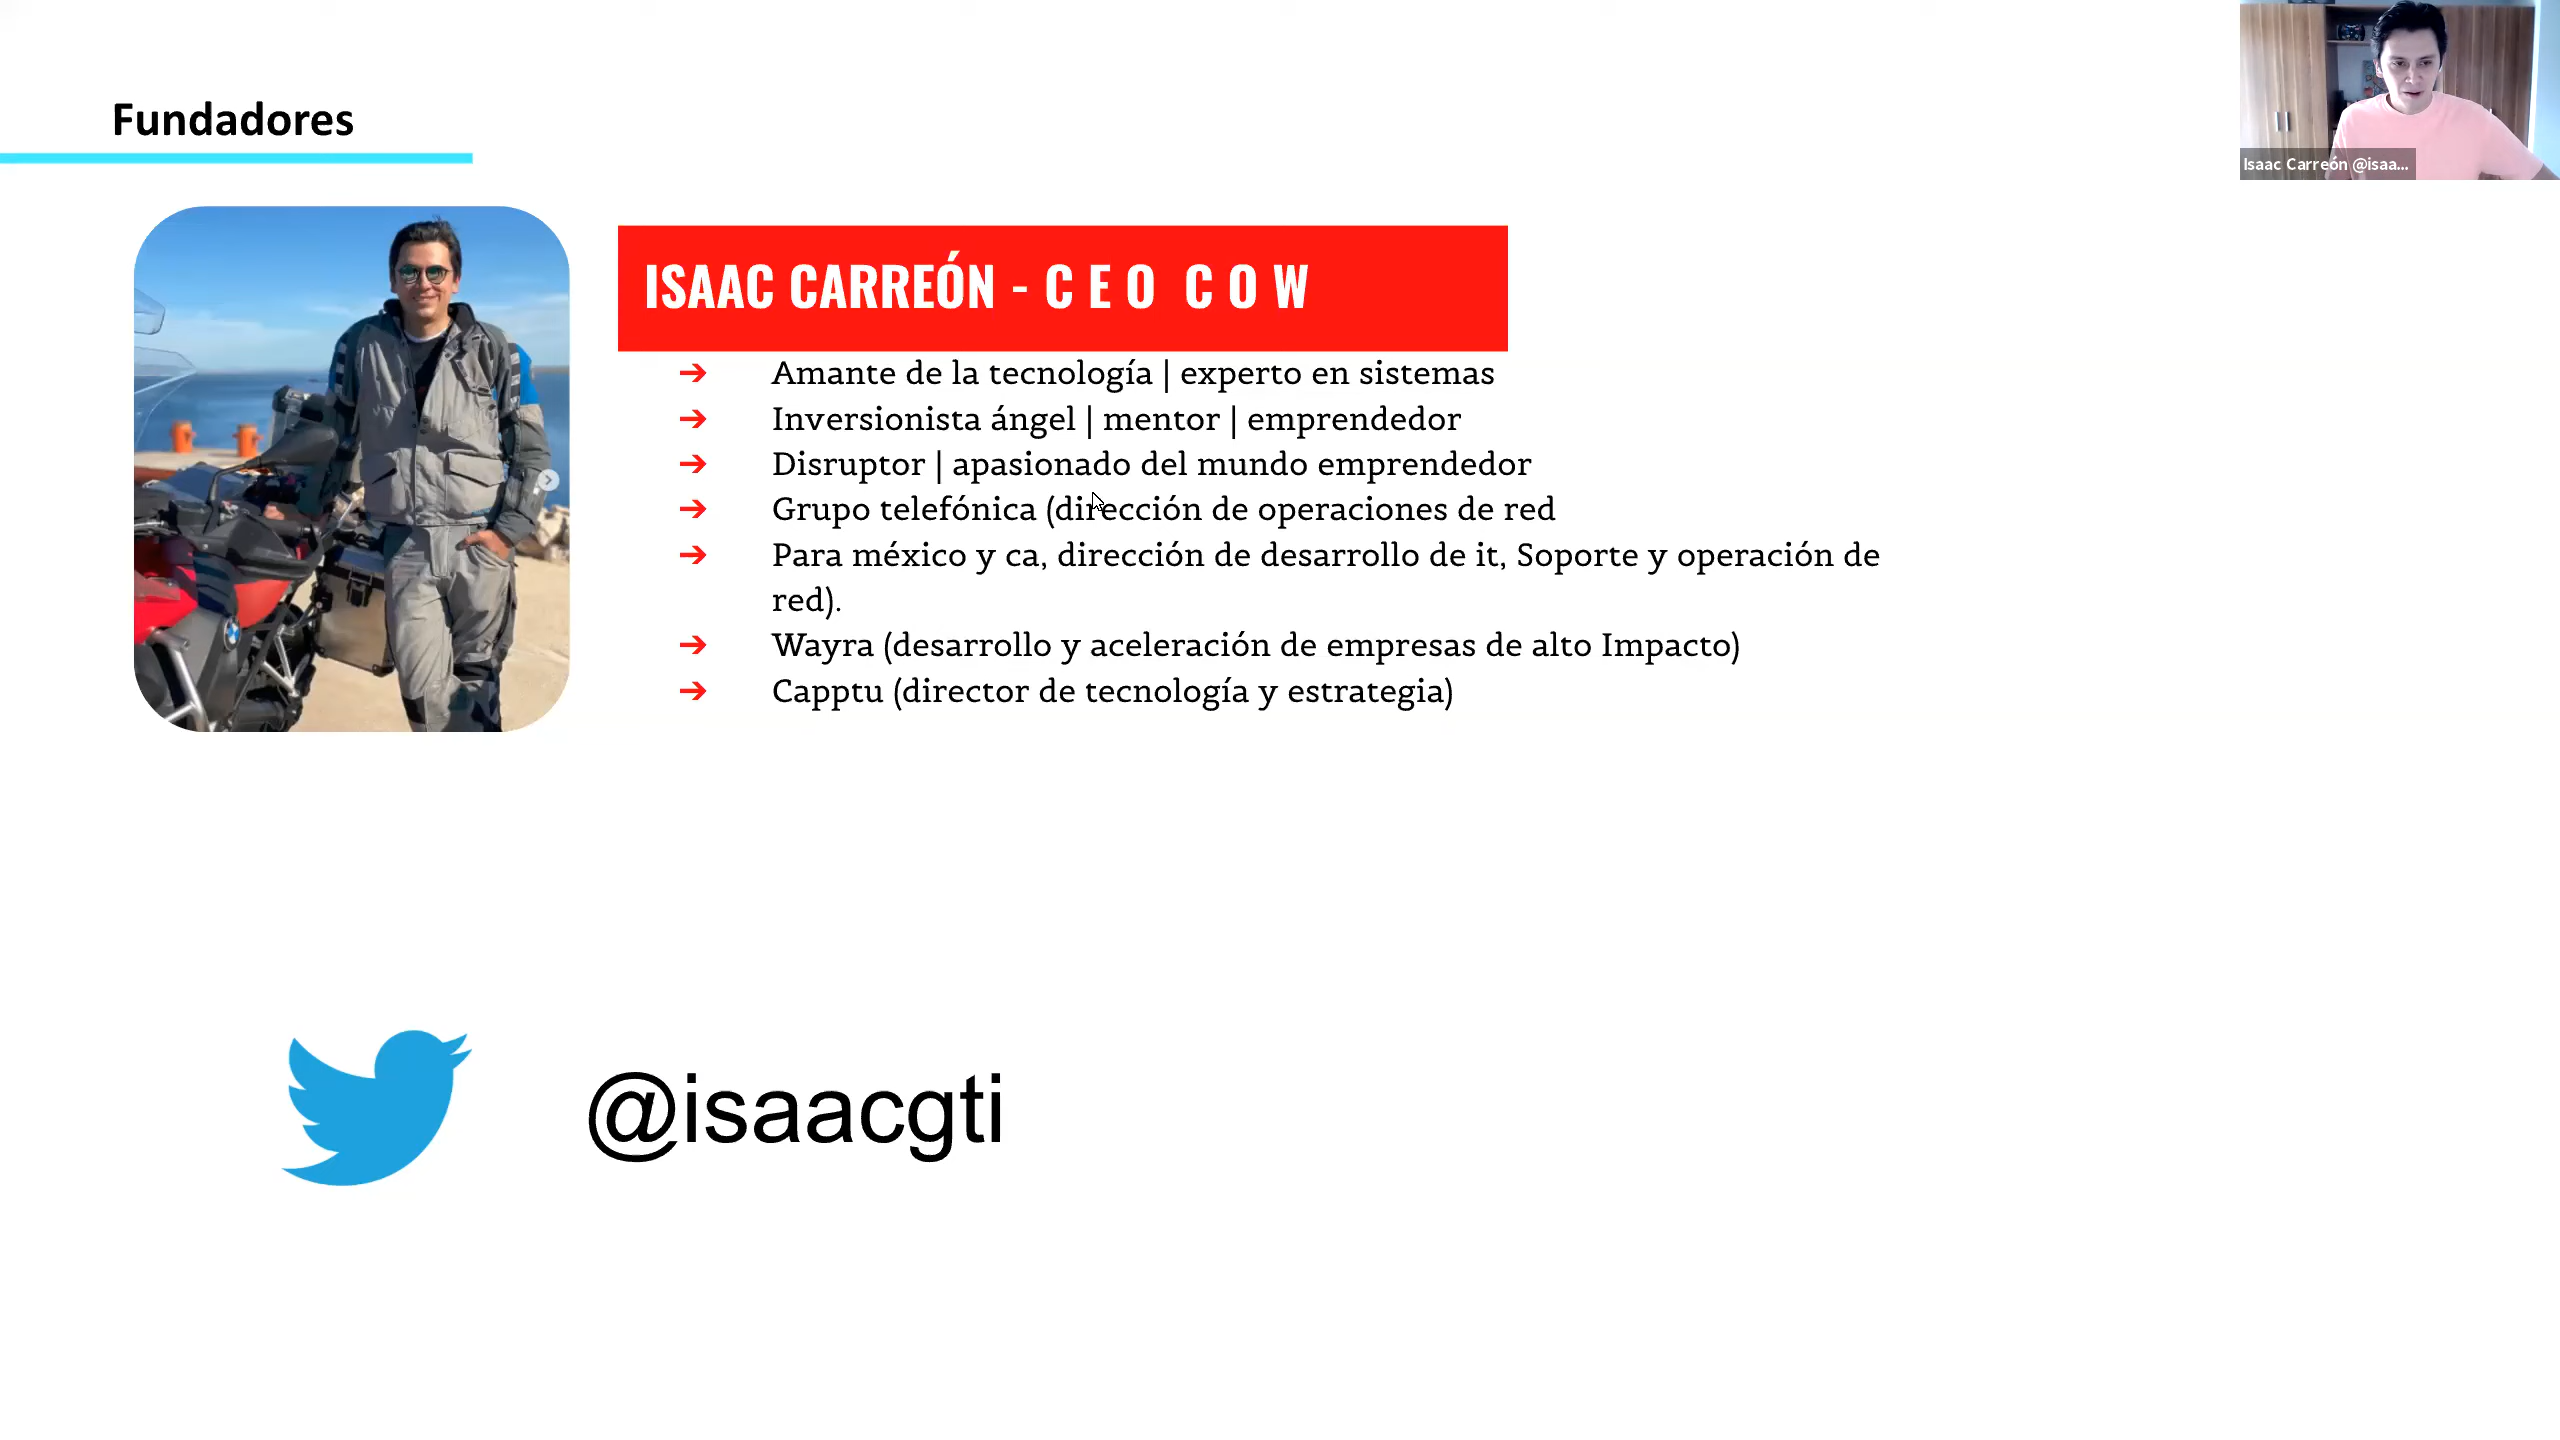 Fundadores
Isaac Carreón @isaa...
ISAAC CARREÓN - C E O C O W
➔ Amante de la tecnología | experto en sistemas
➔ Inversionista ángel | mentor | emprendedor
➔ Disruptor | apasionado del mundo emprendedor
➔ Grupo telefónica (dirección de operaciones de red
➔ Para méxico y ca, dirección de desarrollo de it, Soporte y operación de
red).
➔ Wayra (desarrollo y aceleración de empresas de alto Impacto)
➔ Capptu (director de tecnología y estrategia)
@isaacgti